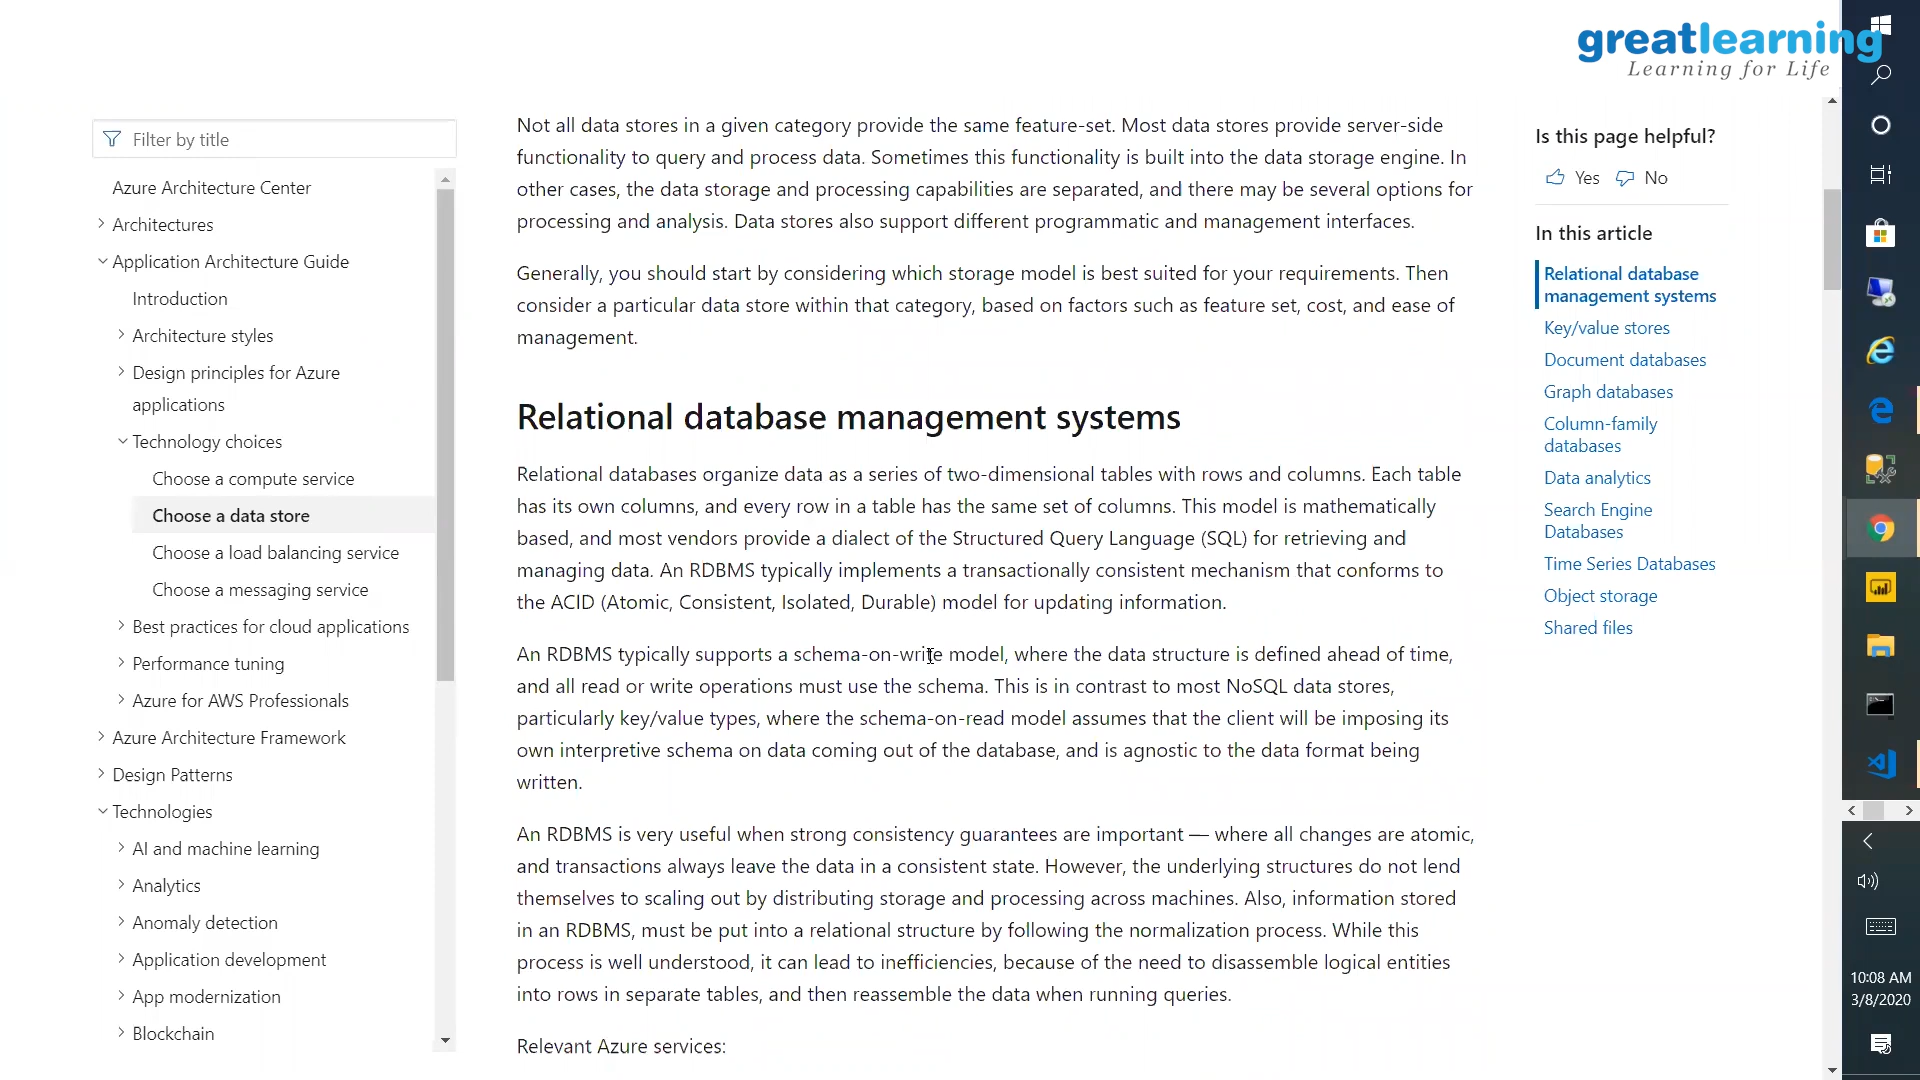 greatlearning
Learning for Life
Filter by title
Azure Architecture Center
Architectures
Application Architecture Guide
Introduction
Architecture styles
Design principles for Azure
applications
Technology choices
Choose a compute service
Choose a data store
Choose a load balancing service
Choose a messaging service
Best practices for cloud applications
Performance tuning
Azure for AWS Professionals
Azure Architecture Framework
Design Patterns
Technologies
AI and machine learning
Analytics
Anomaly detection
Application development
App modernization
Blockchain
Not all data stores in a given category provide the same feature-set. Most data stores provide server-side
functionality to query and process data. Sometimes this functionality is built into the data storage engine. In
other cases, the data storage and processing capabilities are separated, and there may be several options for
processing and analysis. Data stores also support different programmatic and management interfaces.
Generally, you should start by considering which storage model is best suited for your requirements. Then
consider a particular data store within that category, based on factors such as feature set, cost, and ease of
management.
Relational database management systems
Relational databases organize data as a series of two-dimensional tables with rows and columns. Each table
has its own columns, and every row in a table has the same set of columns. This model is mathematically
based, and most vendors provide a dialect of the Structured Query Language (SQL) for retrieving and
managing data. An RDBMS typically implements a transactionally consistent mechanism that conforms to
the ACID (Atomic, Consistent, Isolated, Durable) model for updating information.
An RDBMS typically supports a schema-on-write model, where the data structure is defined ahead of time,
and all read or write operations must use the schema. This is in contrast to most NoSQL data stores,
particularly key/value types, where the schema-on-read model assumes that the client will be imposing its
own interpretive schema on data coming out of the database, and is agnostic to the data format being
written.
An RDBMS is very useful when strong consistency guarantees are important — where all changes are atomic,
and transactions always leave the data in a consistent state. However, the underlying structures do not lend
themselves to scaling out by distributing storage and processing across machines. Also, information stored
in an RDBMS, must be put into a relational structure by following the normalization process. While this
process is well understood, it can lead to inefficiencies, because of the need to disassemble logical entities
into rows in separate tables, and then reassemble the data when running queries.
Relevant Azure services:
Is this page helpful?
Yes No
In this article
Relational database
management systems
Key/value stores
Document databases
Graph databases
Column-family
databases
Data analytics
Search Engine
Databases
Time Series Databases
Object storage
Shared files
10:08 AM
3/8/2020